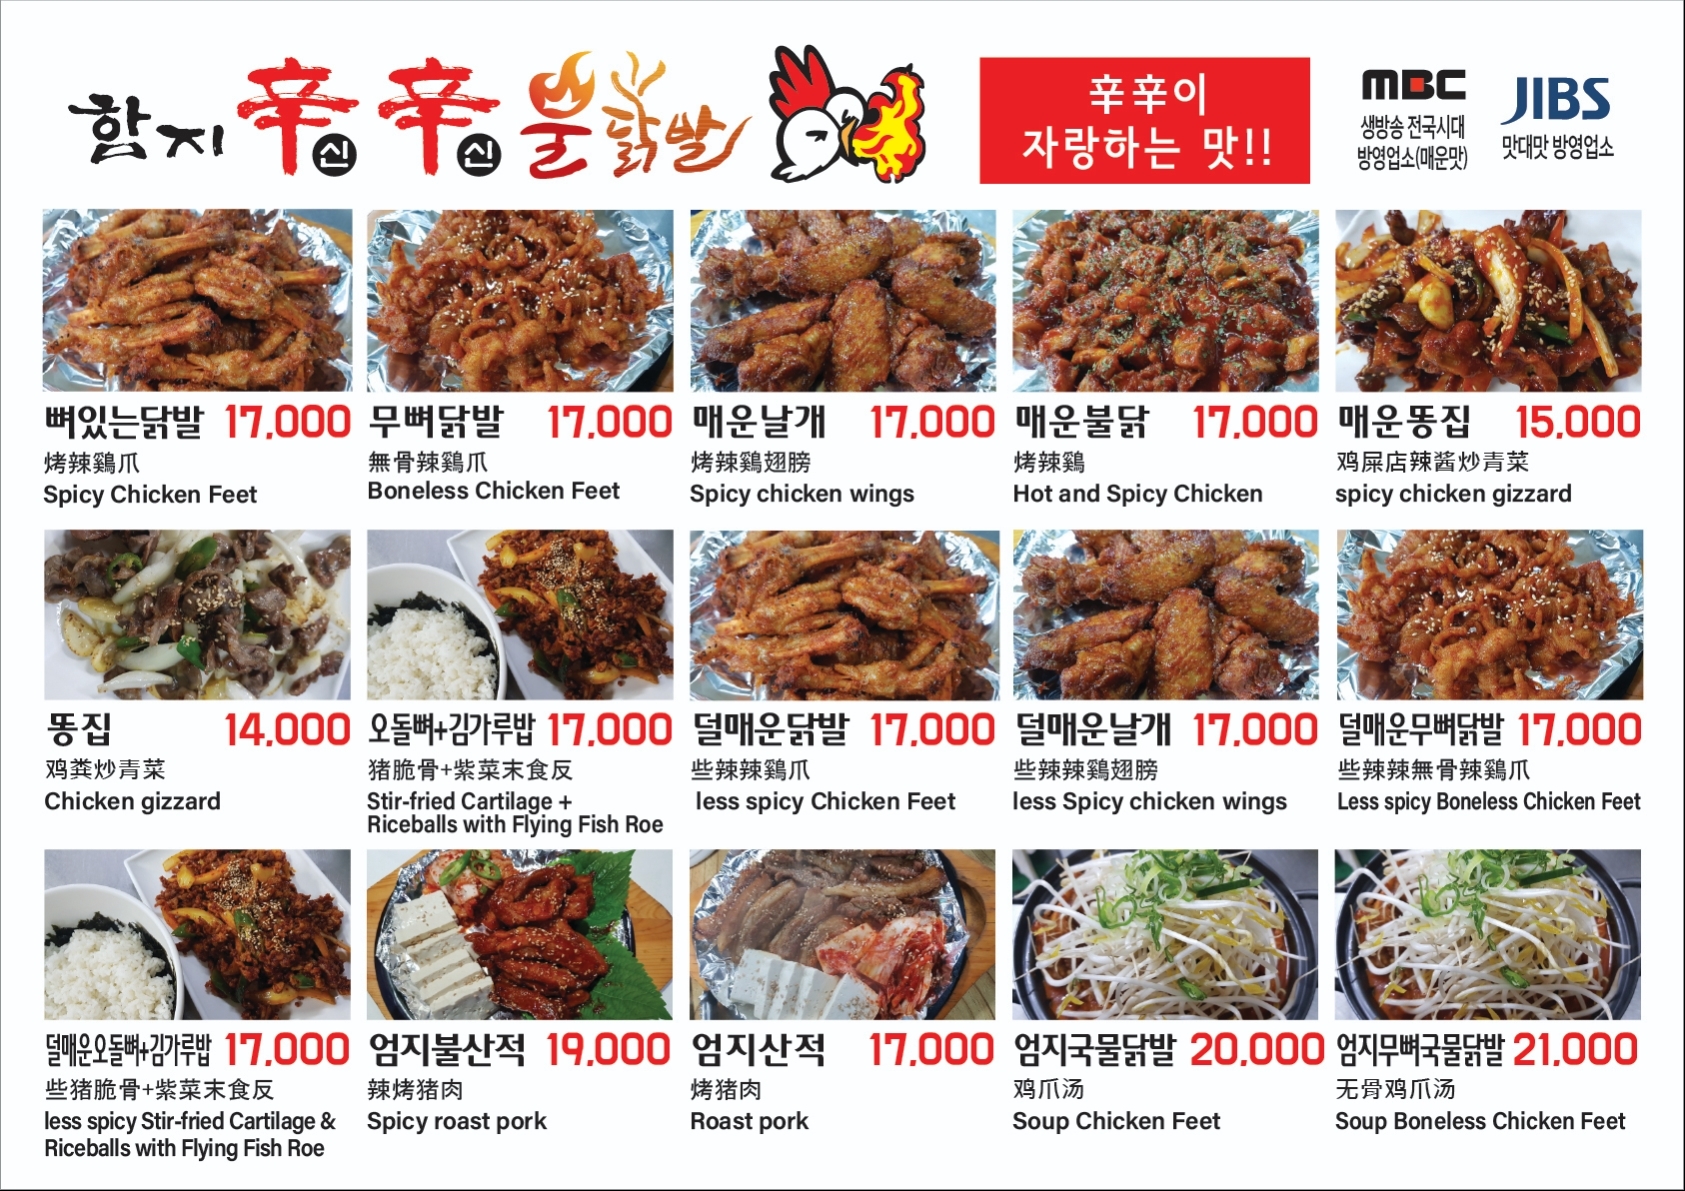 함지 辛신 辛신 불닭발
辛辛이
자랑하는 맛!!
MBC
생방송 전국시대
방영업소(매운맛)
JIBS
맛대맛 방영업소
뼈있는닭발 17,000
烤辣鷄爪
Spicy Chicken Feet
무뼈닭발 17,000
無骨辣鷄爪
Boneless Chicken Feet
매운날개 17,000
烤辣鷄翅膀
Spicy chicken wings
매운불닭 17,000
烤辣鷄
Hot and Spicy Chicken
매운똥집 15,000
鸡屎店辣酱炒青菜
spicy chicken gizzard
똥집 14,000
鸡粪炒青菜
Chicken gizzard
오돌뼈+김가루밥 17,000
猪脆骨+紫菜末食反
Stir-fried Cartilage +
Riceballs with Flying Fish Roe
덜매운닭발 17,000
些辣辣鷄爪
less spicy Chicken Feet
덜매운날개 17,000
些辣辣鷄翅膀
less Spicy chicken wings
덜매운무뼈닭발 17,000
些辣辣無骨辣鷄爪
Less spicy Boneless Chicken Feet
덜매운오돌뼈+김가루밥 17,000
些猪脆骨+紫菜末食反
less spicy Stir-fried Cartilage &
Riceballs with Flying Fish Roe
엄지불산적 19,000
辣烤猪肉
Spicy roast pork
엄지산적 17,000
烤猪肉
Roast pork
엄지국물닭발 20,000
鸡爪汤
Soup Chicken Feet
엄지무뼈국물닭발 21,000
无骨鸡爪汤
Soup Boneless Chicken Feet